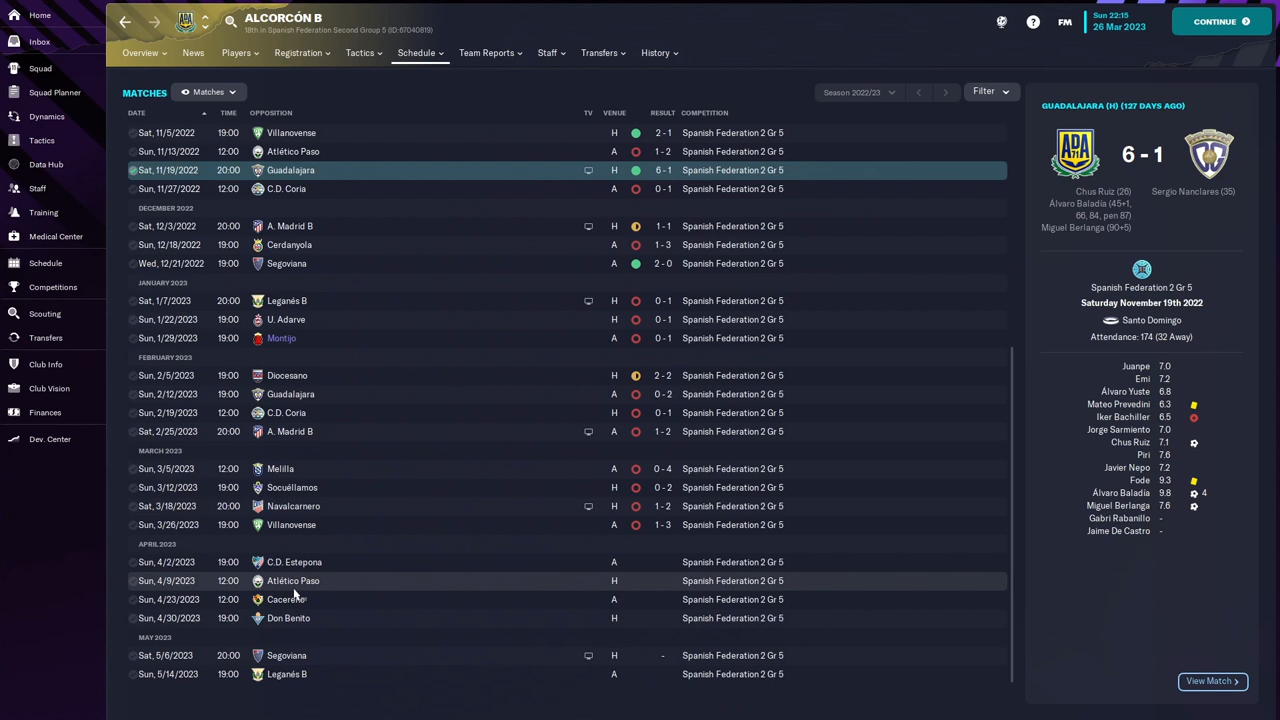 Home
Inbox
Squad
Squad Planner
Dynamics
Tactics
Data Hub
Staff
Training
Medical Center
Schedule
Competitions
Scouting
Transfers
Club Info
Club Vision
Finances
Dev. Center
ALCORCÓN B
18th in Spanish Federation Second Group 5 (ID:67040819)
FM
Sun 22:15
26 Mar 2023
CONTINUE
Overview News Players Registration Tactics Schedule Team Reports Staff Transfers History
MATCHES Matches Season 2022/23 Filter
DATE TIME OPPOSITION TV VENUE RESULT COMPETITION
Sat, 11/5/2022 19:00 Villanovense H 2 - 1 Spanish Federation 2 Gr 5
Sun, 11/13/2022 12:00 Atlético Paso A 1 - 2 Spanish Federation 2 Gr 5
Sat, 11/19/2022 20:00 Guadalajara H 6 - 1 Spanish Federation 2 Gr 5
Sun, 11/27/2022 12:00 C.D. Coria A 0 - 1 Spanish Federation 2 Gr 5
DECEMBER 2022
Sat, 12/3/2022 20:00 A. Madrid B H 1 - 1 Spanish Federation 2 Gr 5
Sun, 12/18/2022 19:00 Cerdanyola A 1 - 3 Spanish Federation 2 Gr 5
Wed, 12/21/2022 19:00 Segoviana A 2 - 0 Spanish Federation 2 Gr 5
JANUARY 2023
Sat, 1/7/2023 20:00 Leganés B H 0 - 1 Spanish Federation 2 Gr 5
Sun, 1/22/2023 19:00 U. Adarve H 0 - 1 Spanish Federation 2 Gr 5
Sun, 1/29/2023 19:00 Montijo A 0 - 1 Spanish Federation 2 Gr 5
FEBRUARY 2023
Sun, 2/5/2023 19:00 Diocesano H 2 - 2 Spanish Federation 2 Gr 5
Sun, 2/12/2023 19:00 Guadalajara A 0 - 2 Spanish Federation 2 Gr 5
Sun, 2/19/2023 12:00 C.D. Coria H 0 - 1 Spanish Federation 2 Gr 5
Sat, 2/25/2023 20:00 A. Madrid B A 1 - 2 Spanish Federation 2 Gr 5
MARCH 2023
Sun, 3/5/2023 12:00 Melilla A 0 - 4 Spanish Federation 2 Gr 5
Sun, 3/12/2023 19:00 Socuéllamos H 0 - 2 Spanish Federation 2 Gr 5
Sat, 3/18/2023 20:00 Navalcarnero H 1 - 2 Spanish Federation 2 Gr 5
Sun, 3/26/2023 19:00 Villanovense A 1 - 3 Spanish Federation 2 Gr 5
APRIL 2023
Sun, 4/2/2023 19:00 C.D. Estepona A Spanish Federation 2 Gr 5
Sun, 4/9/2023 12:00 Atlético Paso H Spanish Federation 2 Gr 5
Sun, 4/23/2023 12:00 Cacereño A Spanish Federation 2 Gr 5
Sun, 4/30/2023 19:00 Don Benito H Spanish Federation 2 Gr 5
MAY 2023
Sat, 5/6/2023 20:00 Segoviana H - Spanish Federation 2 Gr 5
Sun, 5/14/2023 19:00 Leganés B A Spanish Federation 2 Gr 5
GUADALAJARA (H) (127 DAYS AGO)
6 - 1
Chus Ruiz (26) Sergio Nanclares (35)
Álvaro Baladía (45+1,
66, 84, pen 87)
Miguel Berlanga (90+5)
Spanish Federation 2 Gr 5
Saturday November 19th 2022
Santo Domingo
Attendance: 174 (32 Away)
Juanpe 7.0
Emi 7.2
Álvaro Yuste 6.8
Mateo Prevedini 6.3
Iker Bachiller 6.5
Jorge Sarmiento 7.0
Chus Ruiz 7.1
Piri 7.6
Javier Nepo 7.2
Fode 9.3
Álvaro Baladía 9.8 4
Miguel Berlanga 7.6
Gabri Rabanillo -
Jaime De Castro -
View Match